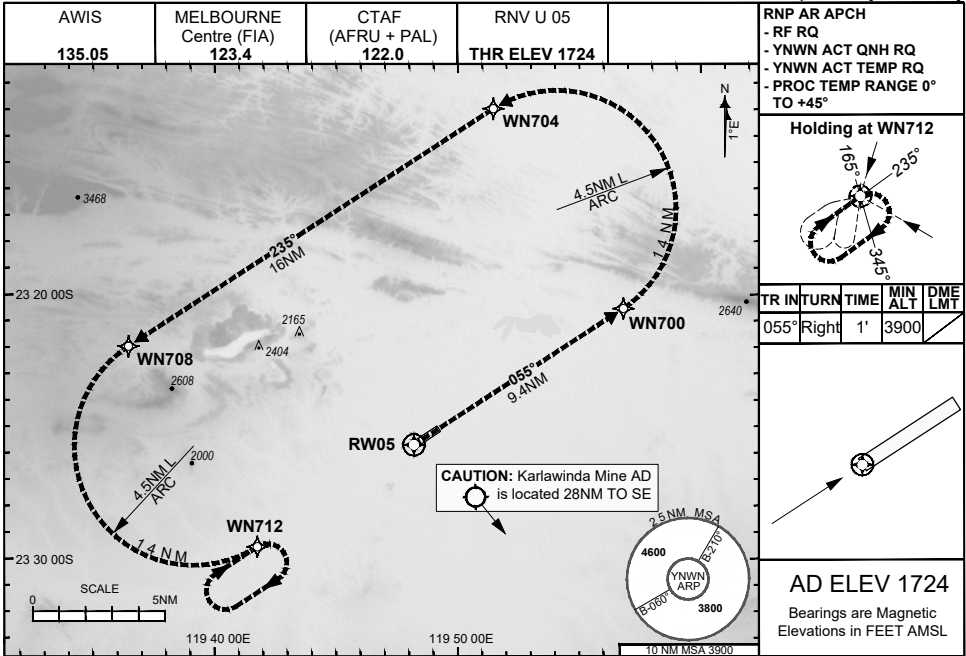 AWIS
135.05
MELBOURNE
Centre (FIA)
123.4
CTAF
(AFRU + PAL)
122.0
RNV U 05
THR ELEV 1724
RNP AR APCH
- RF RQ
- YNWN ACT QNH RQ
- YNWN ACT TEMP RQ
- PROC TEMP RANGE 0°
TO +45°
N
1°E
WN704
4.5NM L
ARC
14 NM
3468
235°
16NM
23 20 00S
2640
WN700
2165
2404
WN708
2608
055°
9.4NM
RW05
2000
4.5NM L
ARC
CAUTION: Karlawinda Mine AD
is located 28NM TO SE
WN712
14 NM
23 30 00S
SCALE
0
5NM
119 40 00E
119 50 00E
25 NM MSA
B-210°
4600
YNWN
ARP
B-060°
3800
10 NM MSA 3900
Holding at WN712
165°
235°
345°
TR IN TURN TIME MIN ALT DME LMT
055° Right 1' 3900
AD ELEV 1724
Bearings are Magnetic
Elevations in FEET AMSL